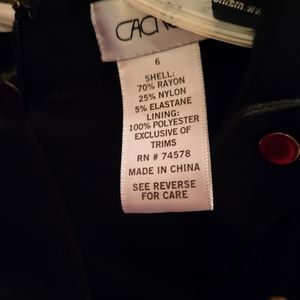 6
SHELL:
70% RAYON
25% NYLON
5% ELASTANE
LINING:
100% POLYESTER
EXCLUSIVE OF
TRIMS
RN # 74578
MADE IN CHINA
SEE REVERSE
FOR CARE